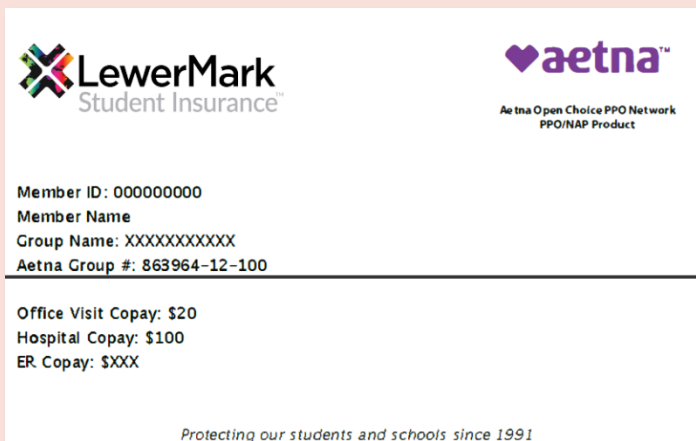 LewerMark
Student Insurance™
aetna™
Aetna Open Choice PPO Network
PPO/NAP Product
Member ID: 000000000
Member Name
Group Name: XXXXXXXXXXX
Aetna Group #: 863964-12-100
Office Visit Copay: $20
Hospital Copay: $100
ER Copay: $XXX
Protecting our students and schools since 1991